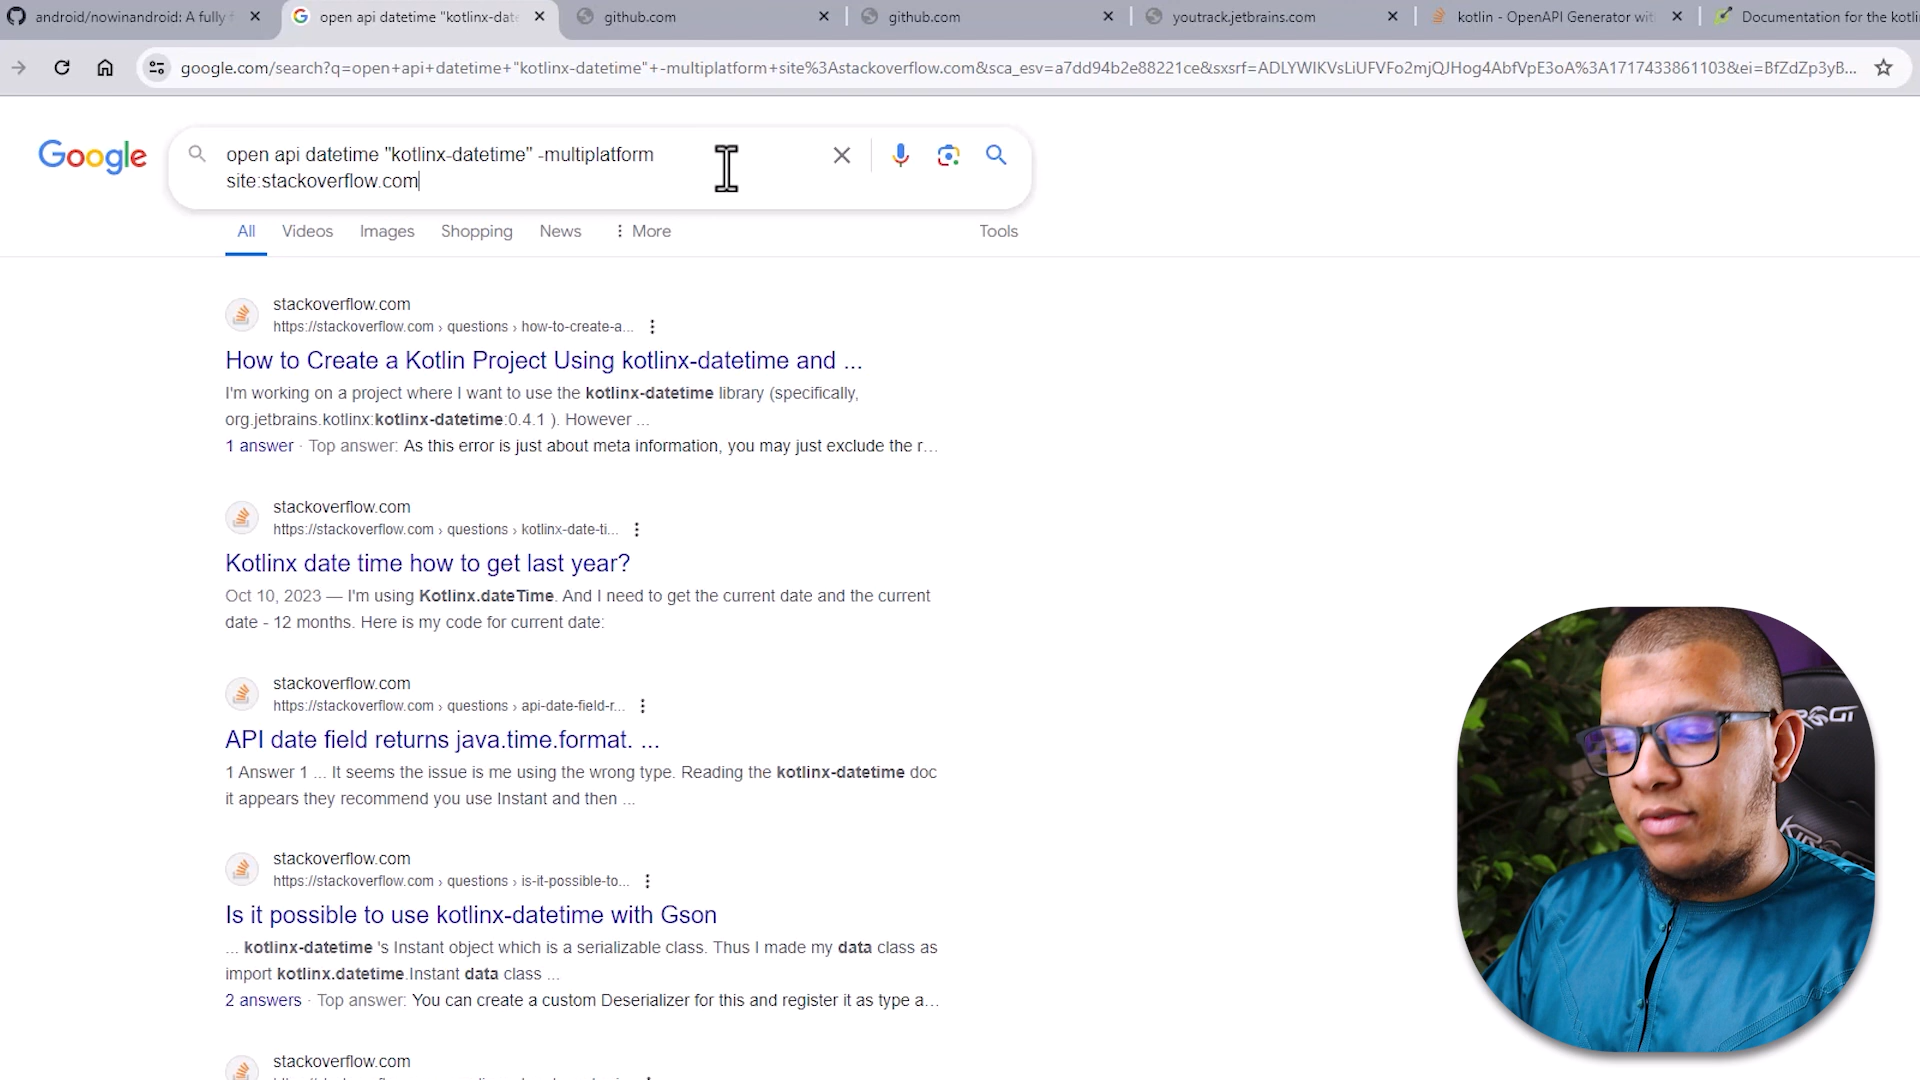 android/nowinandroid: A fully f
open api datetime "kotlinx-date
github.com
github.com
youtrack.jetbrains.com
kotlin - OpenAPI Generator wit
Documentation for the kotli
google.com/search?q=open+api+datetime+"kotlinx-datetime"+-multiplatform+site%3Astackoverflow.com&sca_esv=a7dd94b2e88221ce&sxsrf=ADLYWIKVsLiUFVFo2mjQJHog4AbfVpE3oA%3A1717433861103&ei=BfZdZp3yB...
Google
open api datetime "kotlinx-datetime" -multiplatform
site:stackoverflow.com
All Videos Images Shopping News More Tools
stackoverflow.com
https://stackoverflow.com › questions › how-to-create-a...
How to Create a Kotlin Project Using kotlinx-datetime and ...
I'm working on a project where I want to use the kotlinx-datetime library (specifically,
org.jetbrains.kotlinx:kotlinx-datetime:0.4.1 ). However ...
1 answer · Top answer: As this error is just about meta information, you may just exclude the r...
stackoverflow.com
https://stackoverflow.com › questions › kotlinx-date-ti...
Kotlinx date time how to get last year?
Oct 10, 2023 — I'm using Kotlinx.dateTime. And I need to get the current date and the current
date - 12 months. Here is my code for current date:
stackoverflow.com
https://stackoverflow.com › questions › api-date-field-r...
API date field returns java.time.format. ...
1 Answer 1 ... It seems the issue is me using the wrong type. Reading the kotlinx-datetime doc
it appears they recommend you use Instant and then ...
stackoverflow.com
https://stackoverflow.com › questions › is-it-possible-to...
Is it possible to use kotlinx-datetime with Gson
... kotlinx-datetime 's Instant object which is a serializable class. Thus I made my data class as
import kotlinx.datetime.Instant data class ...
2 answers · Top answer: You can create a custom Deserializer for this and register it as type a...
stackoverflow.com